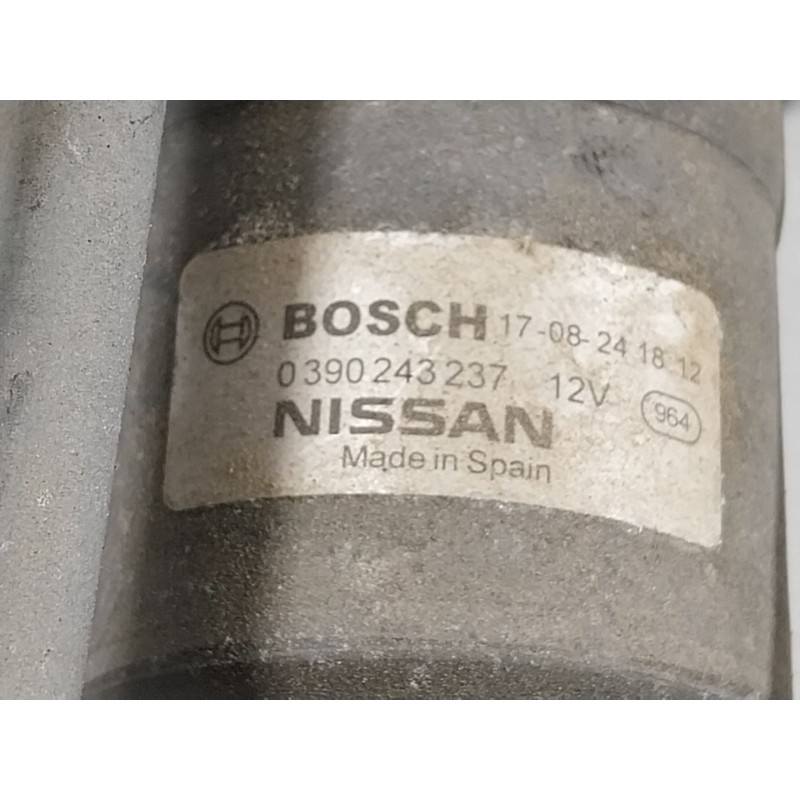 BOSCH 17-08-24 18 12
0 390 243 237 12V 964
NISSAN
Made in Spain